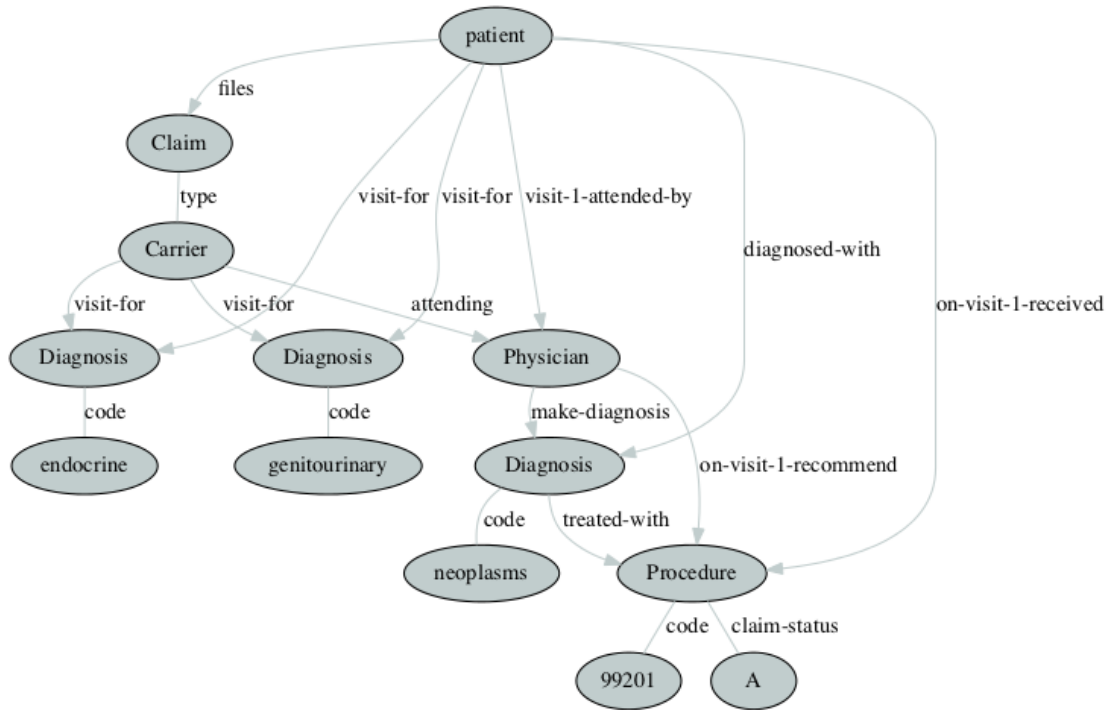 patient
files
Claim
type
visit-for visit-for visit-1-attended-by
Carrier
diagnosed-with
visit-for visit-for attending on-visit-1-received
Diagnosis Diagnosis Physician
code code make-diagnosis
endocrine genitourinary Diagnosis on-visit-1-recommend
code treated-with
neoplasms Procedure
code claim-status
99201 A